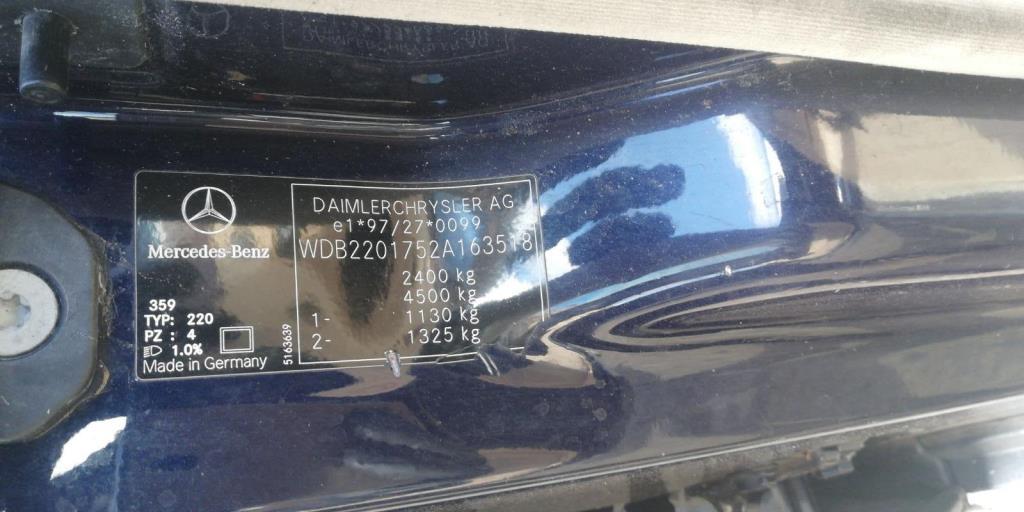 Mercedes-Benz
359
TYP: 220
PZ : 4
1.0%
Made in Germany
5163639
DAIMLERCHRYSLER AG
e1*97/27*0099
WDB2201752A163518
2400 kg
4500 kg
1- 1130 kg
2- 1325 kg